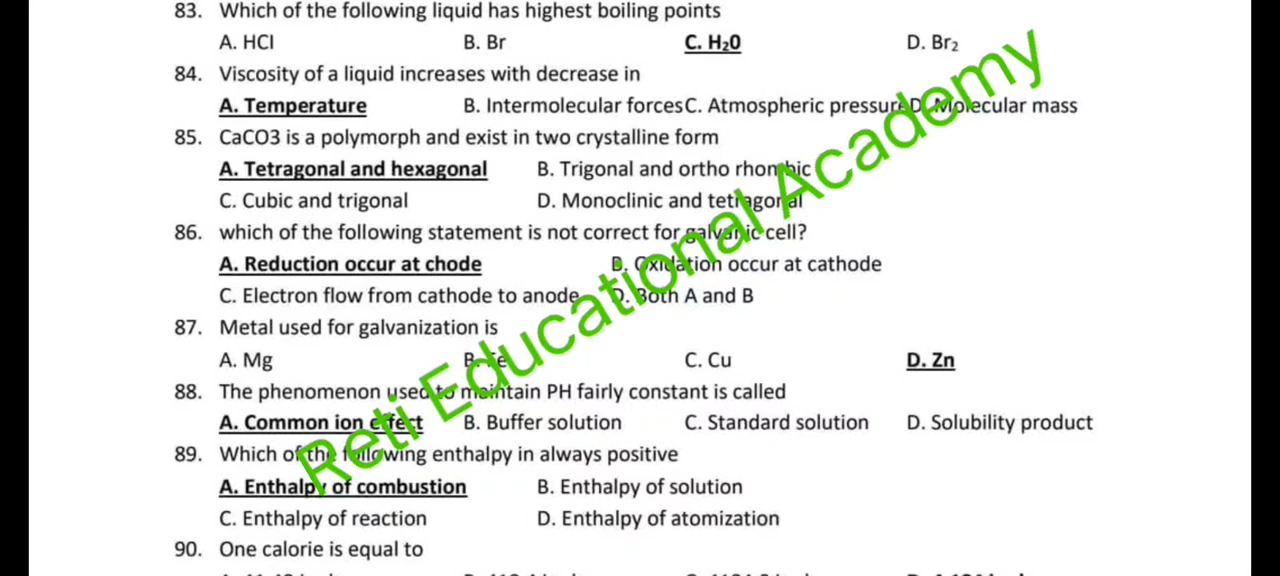 83. Which of the following liquid has highest boiling points
A. HCl B. Br C. H₂0 D. Br₂
84. Viscosity of a liquid increases with decrease in
A. Temperature B. Intermolecular forces C. Atmospheric pressure D. Molecular mass
85. CaCO3 is a polymorph and exist in two crystalline form
A. Tetragonal and hexagonal B. Trigonal and ortho rhombic
C. Cubic and trigonal D. Monoclinic and tetragonal
86. which of the following statement is not correct for galvanic cell?
A. Reduction occur at chode B. Oxidation occur at cathode
C. Electron flow from cathode to anode D. Both A and B
87. Metal used for galvanization is
A. Mg B. Fe C. Cu D. Zn
88. The phenomenon used to maintain PH fairly constant is called
A. Common ion effect B. Buffer solution C. Standard solution D. Solubility product
89. Which of the following enthalpy in always positive
A. Enthalpy of combustion B. Enthalpy of solution
C. Enthalpy of reaction D. Enthalpy of atomization
90. One calorie is equal to
Reti Educational Academy